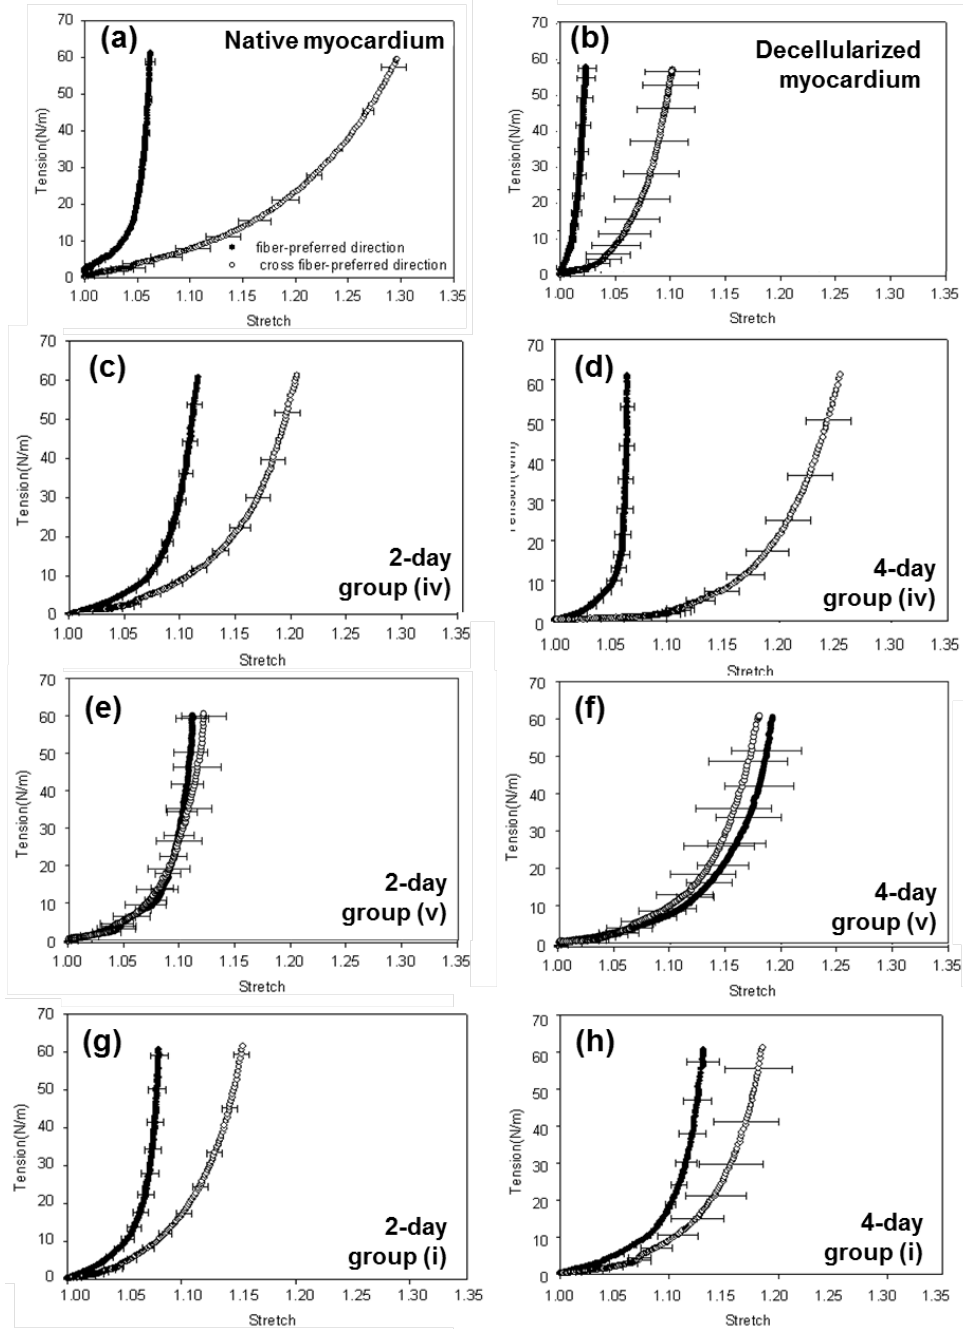 (a)
Native myocardium
70
60
50
40
30
20
10
0
Tension(N/m)
fiber-preferred direction
cross fiber-preferred direction
1.00 1.05 1.10 1.15 1.20 1.25 1.30 1.35
Stretch
(b)
Decellularized
myocardium
70
60
50
40
30
20
10
0
Tension(N/m)
1.00 1.05 1.10 1.15 1.20 1.25 1.30 1.35
Stretch
(c)
70
60
50
40
30
20
10
0
Tension(N/m)
2-day
group (iv)
1.00 1.05 1.10 1.15 1.20 1.25 1.30 1.35
Stretch
(d)
70
60
50
40
30
20
10
0
4-day
group (iv)
1.00 1.05 1.10 1.15 1.20 1.25 1.30 1.35
Stretch
(e)
70
60
50
40
30
20
10
0
Tension(N/m)
2-day
group (v)
1.00 1.05 1.10 1.15 1.20 1.25 1.30 1.35
Stretch
(f)
70
60
50
40
30
20
10
0
Tension(N/m)
4-day
group (v)
1.00 1.05 1.10 1.15 1.20 1.25 1.30 1.35
Stretch
(g)
70
60
50
40
30
20
10
0
Tension(N/m)
2-day
group (i)
1.00 1.05 1.10 1.15 1.20 1.25 1.30 1.35
Stretch
(h)
70
60
50
40
30
20
10
0
Tension(N/m)
4-day
group (i)
1.00 1.05 1.10 1.15 1.20 1.25 1.30 1.35
Stretch